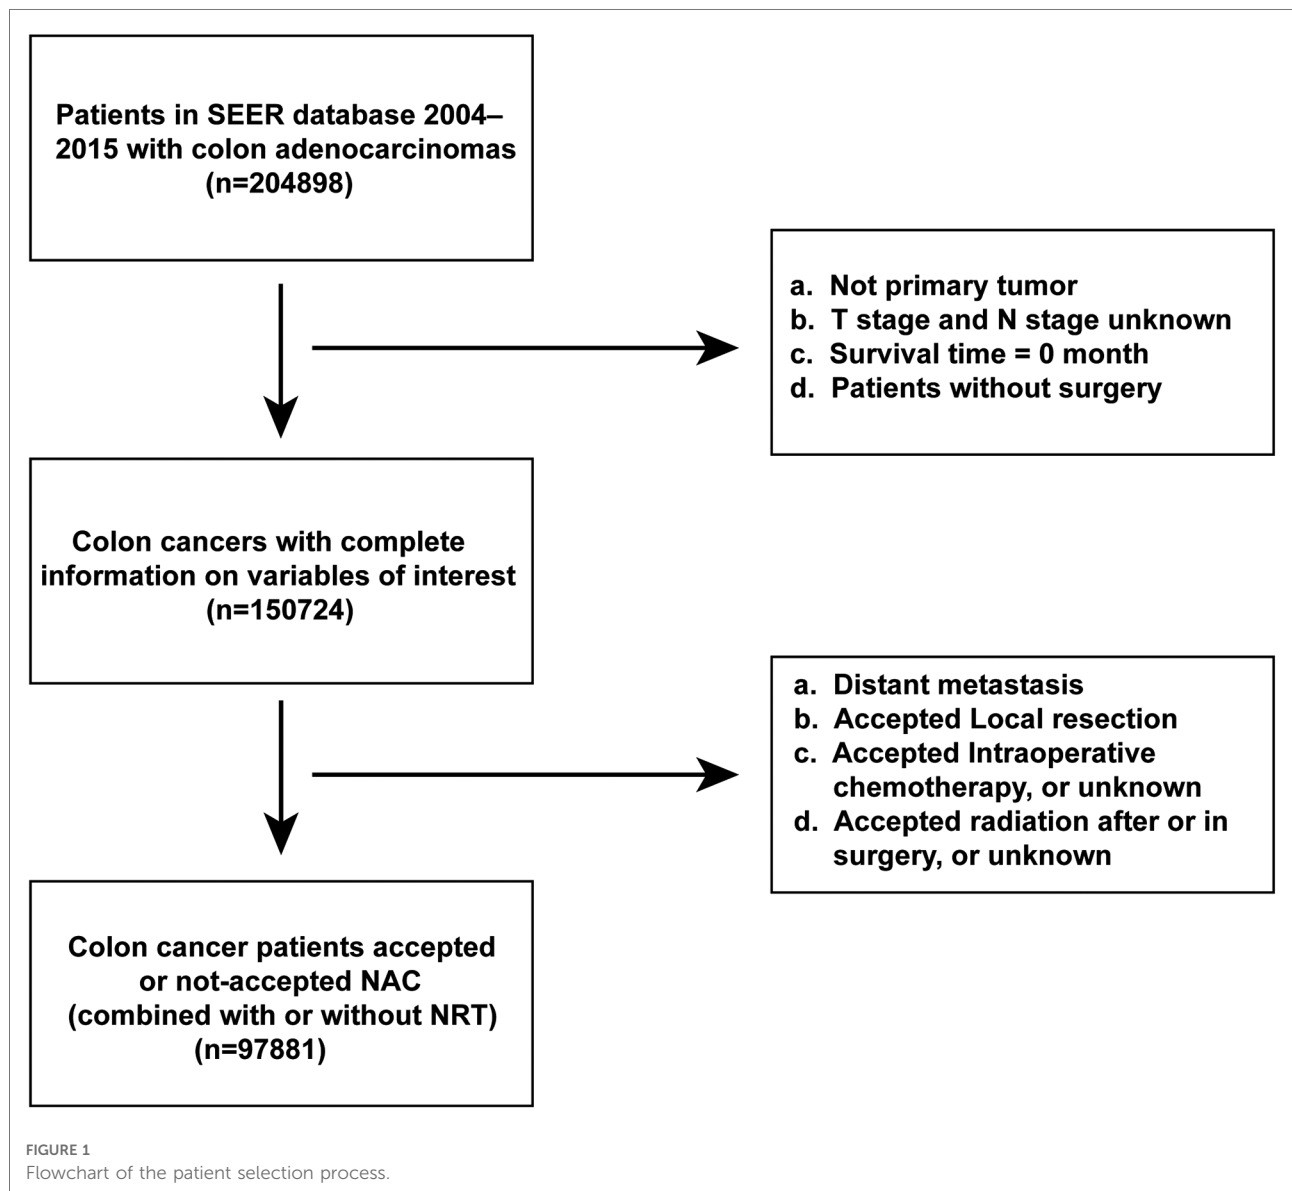 Patients in SEER database 2004–
2015 with colon adenocarcinomas
(n=204898)
a. Not primary tumor
b. T stage and N stage unknown
c. Survival time = 0 month
d. Patients without surgery
Colon cancers with complete
information on variables of interest
(n=150724)
a. Distant metastasis
b. Accepted Local resection
c. Accepted Intraoperative
chemotherapy, or unknown
d. Accepted radiation after or in
surgery, or unknown
Colon cancer patients accepted
or not-accepted NAC
(combined with or without NRT)
(n=97881)
FIGURE 1
Flowchart of the patient selection process.